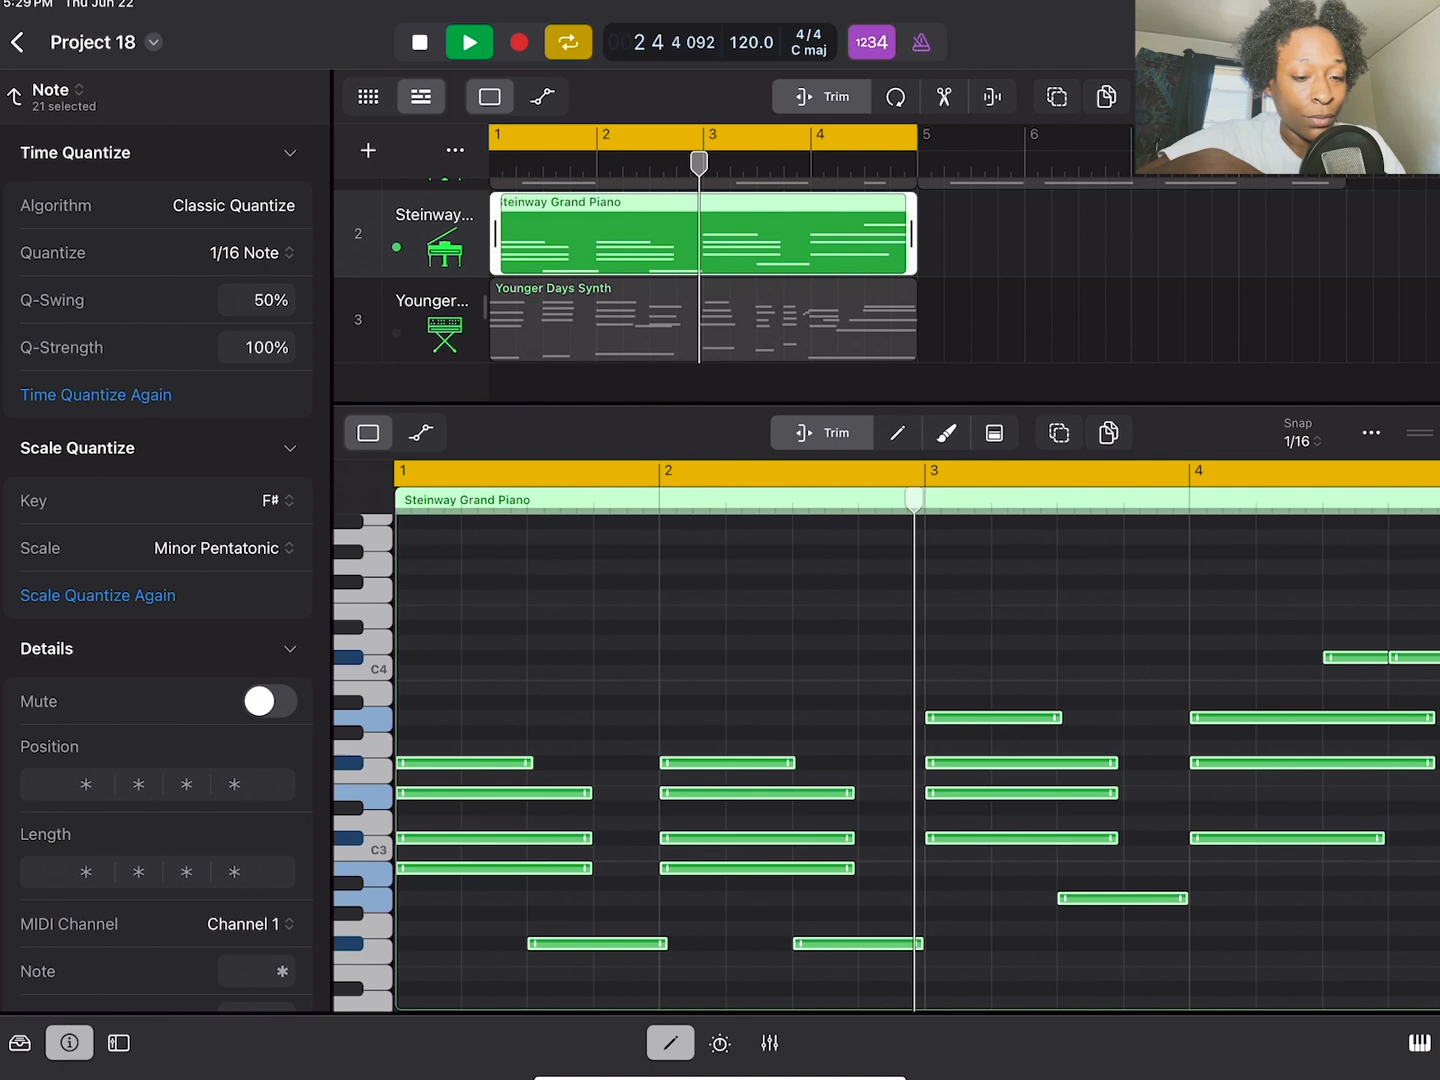 5:29 PM Thu Jun 22
Project 18
2 4 4 092
120.0
4/4
C maj
1234
Note
21 selected
Trim
Time Quantize
1 2 3 4 5 6
Algorithm
Classic Quantize
Steinway Grand Piano
2
Steinway...
Quantize
1/16 Note
Q-Swing
50%
3
Younger...
Younger Days Synth
Q-Strength
100%
Time Quantize Again
Scale Quantize
Trim
Snap
1/16
1 2 3 4
Key
F#
Steinway Grand Piano
Scale
Minor Pentatonic
Scale Quantize Again
Details
C4
Mute
Position
* * * *
Length
C3
* * * *
MIDI Channel
Channel 1
Note
*